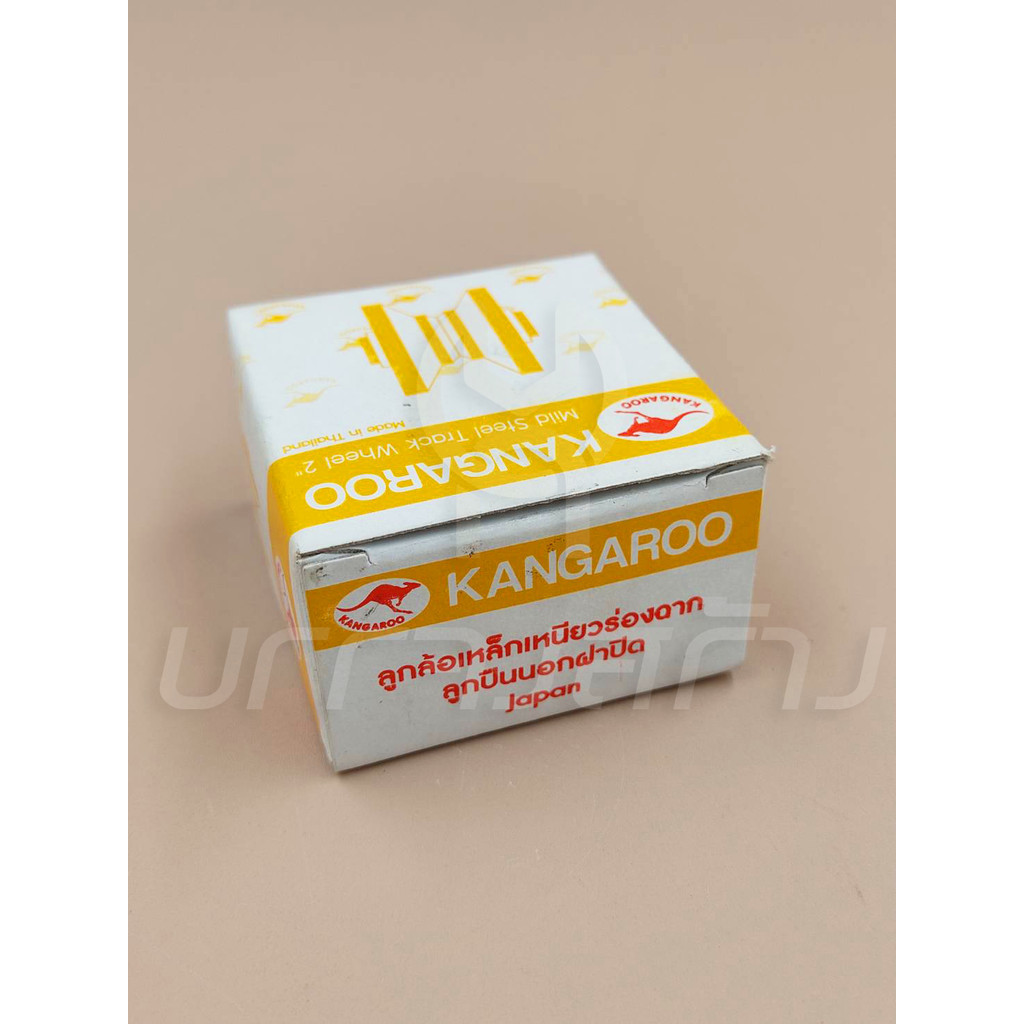 KANGAROO
KANGAROO
Mild Steel Track Wheel 2"
Made in Thailand
KANGAROO
KANGAROO
ลูกล้อเหล็กเหนียวร่องดาก
ลูกปืนนอกฝาปิด
Japan